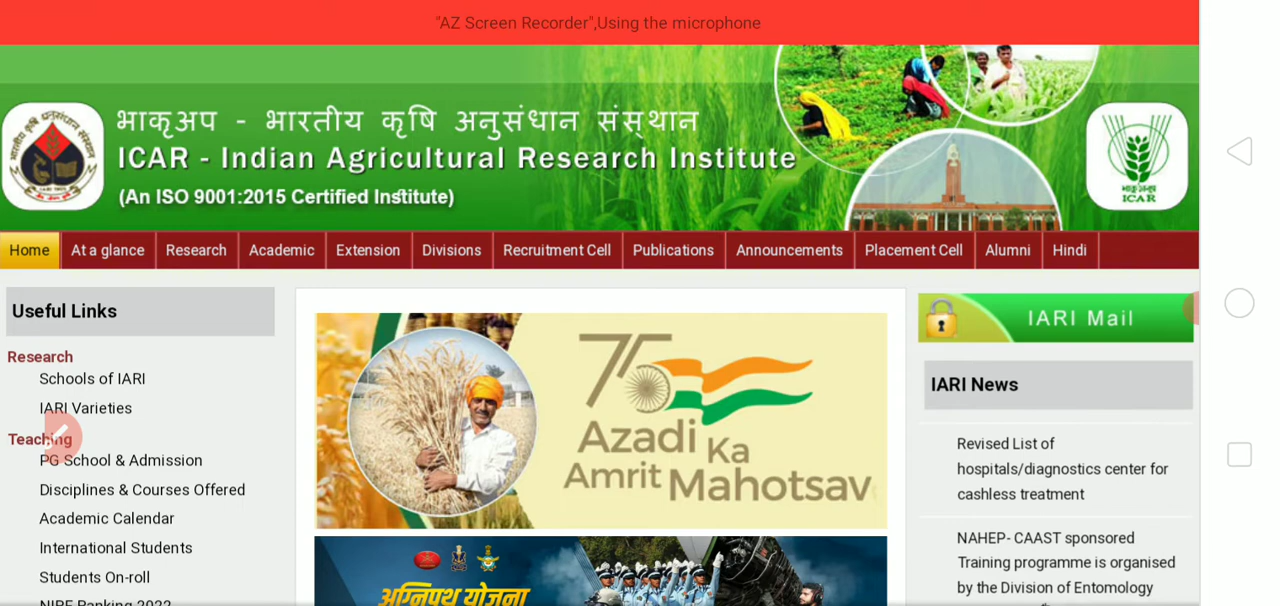 "AZ Screen Recorder",Using the microphone
भाकृअप - भारतीय कृषि अनुसंधान संस्थान
ICAR - Indian Agricultural Research Institute
(An ISO 9001:2015 Certified Institute)
भाकृअनुप
ICAR
Home At a glance Research Academic Extension Divisions Recruitment Cell Publications Announcements Placement Cell Alumni Hindi
Useful Links
Research
Schools of IARI
IARI Varieties
Teaching
PG School & Admission
Disciplines & Courses Offered
Academic Calendar
International Students
Students On-roll
NIRF Ranking 2022
75
Azadi Ka
Amrit Mahotsav
अग्निपथ योजना
IARI Mail
IARI News
Revised List of
hospitals/diagnostics center for
cashless treatment
NAHEP- CAAST sponsored
Training programme is organised
by the Division of Entomology